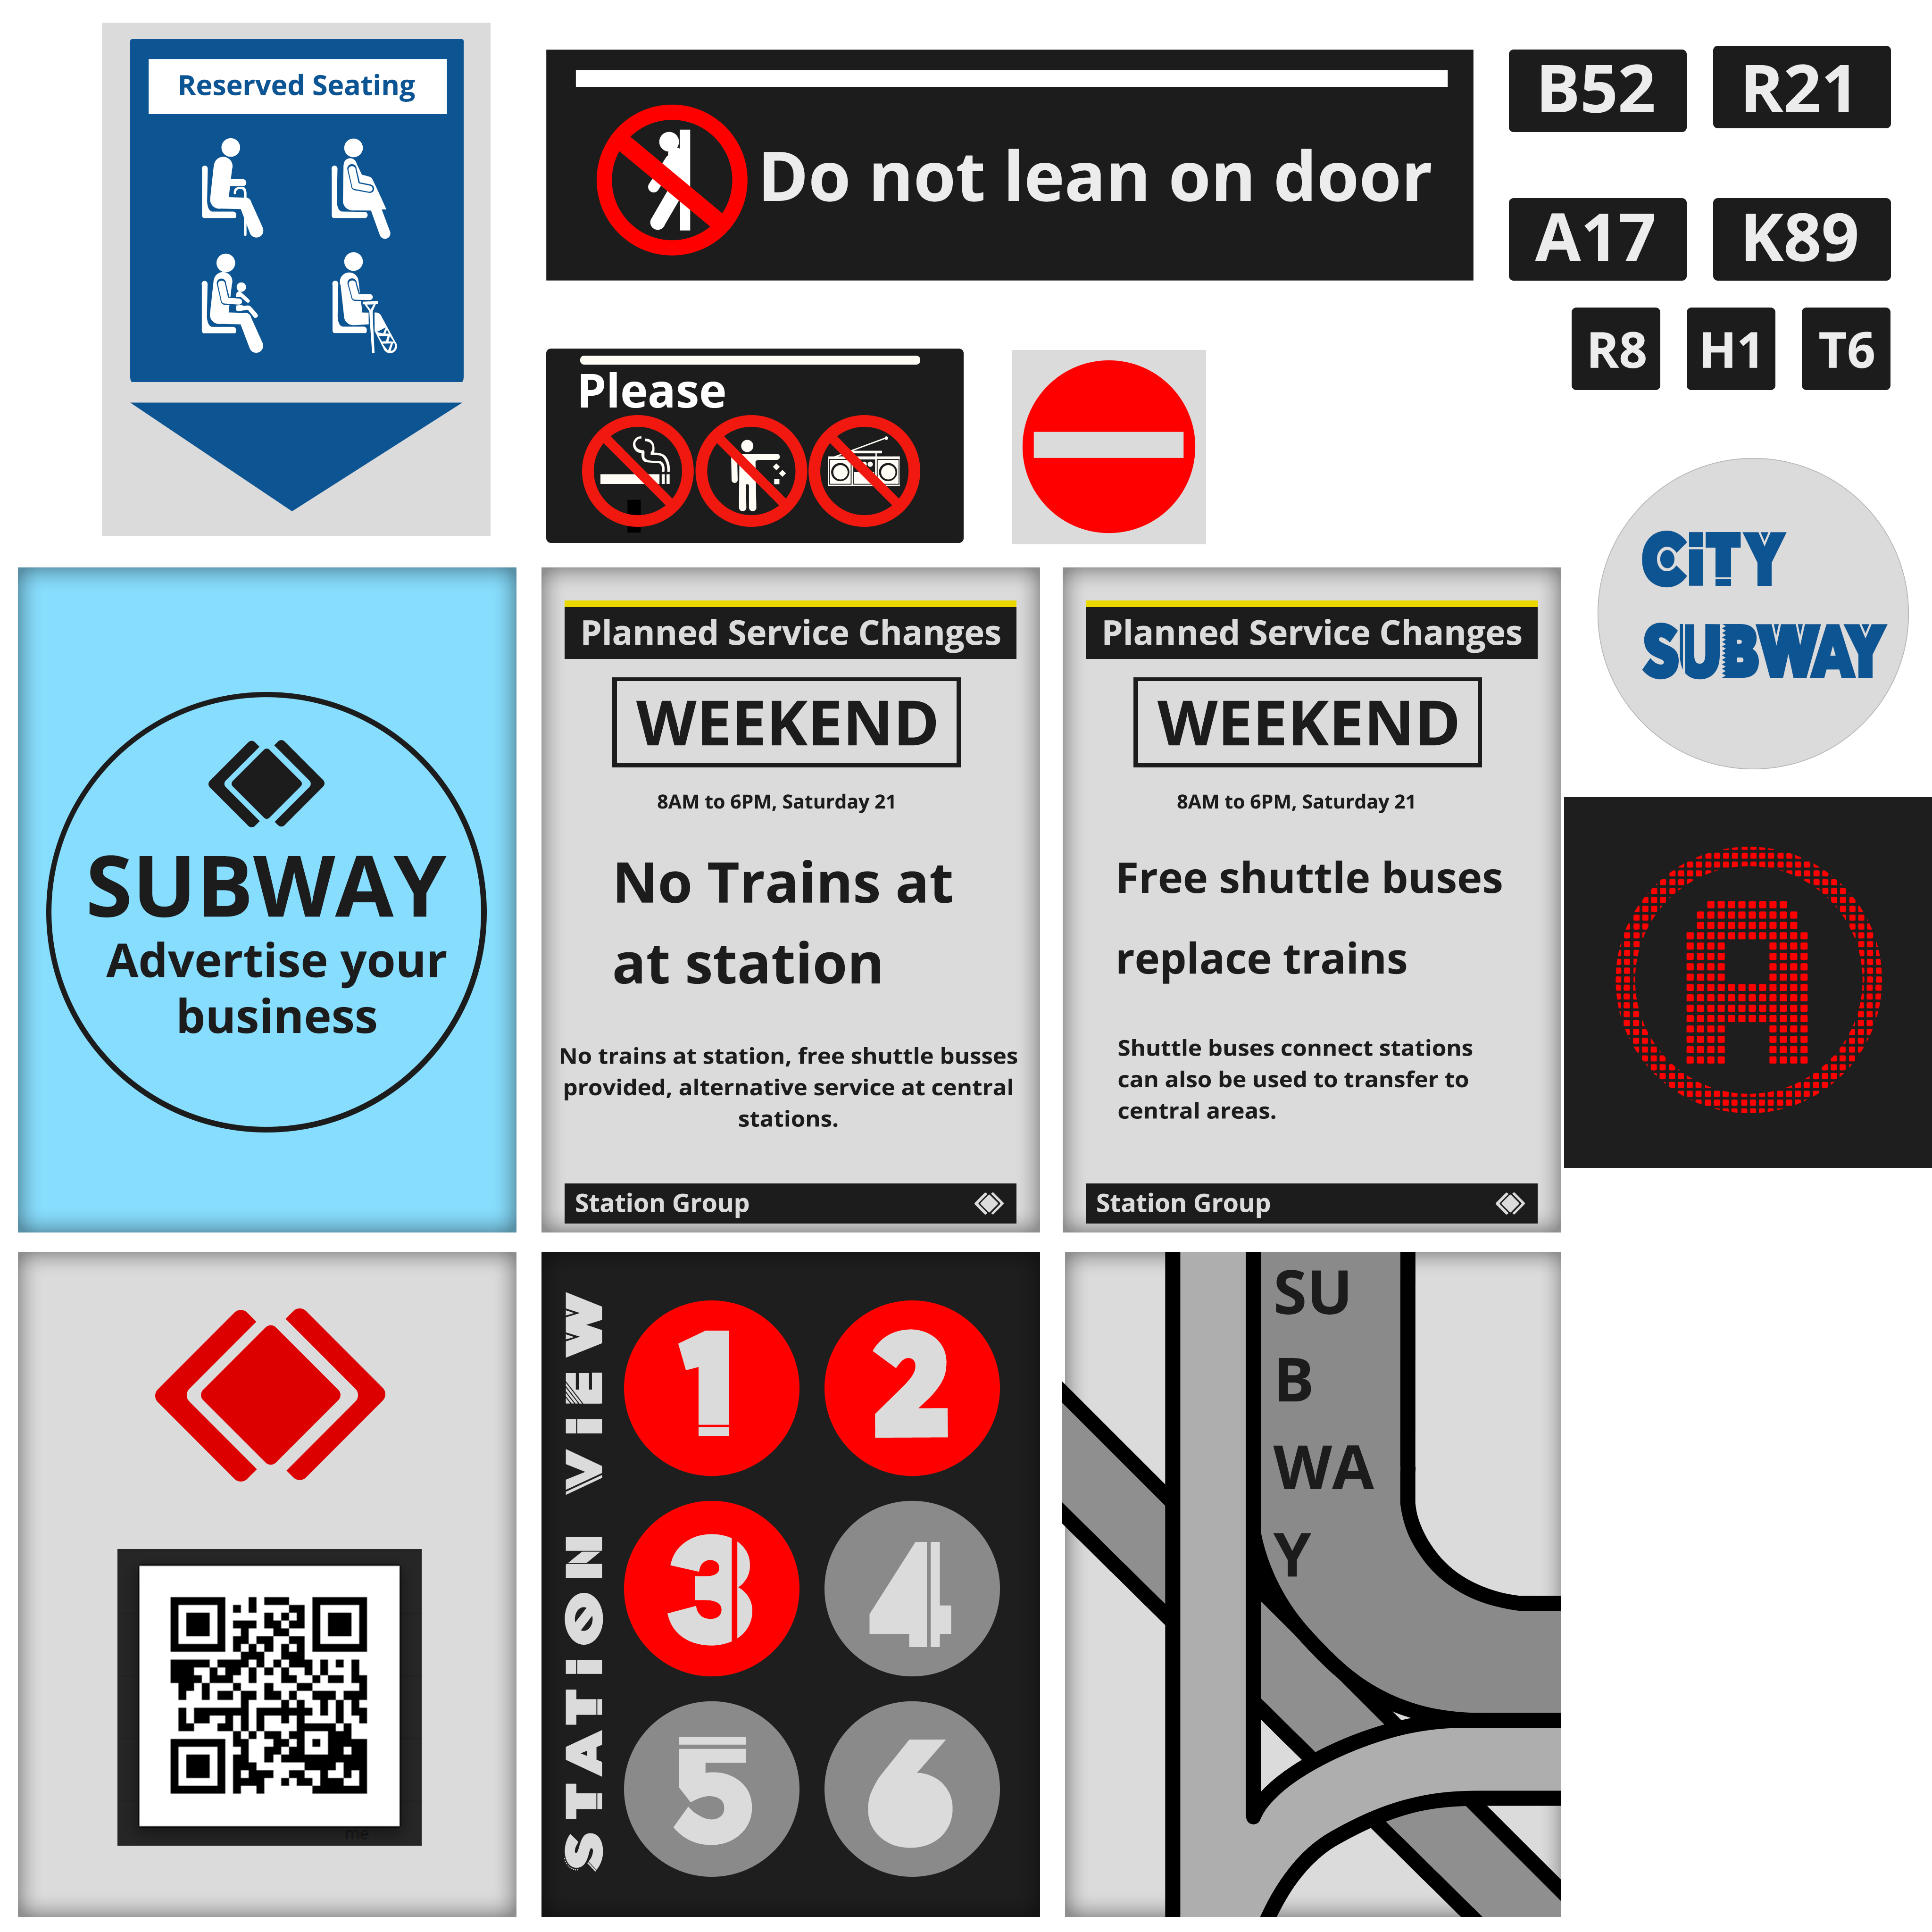 Reserved Seating
Do not lean on door
B52
R21
A17
K89
R8
H1
T6
Please
CiTY
SUBWAY
SUBWAY
Advertise your
business
Planned Service Changes
WEEKEND
8AM to 6PM, Saturday 21
No Trains at
at station
No trains at station, free shuttle busses
provided, alternative service at central
stations.
Station Group
Planned Service Changes
WEEKEND
8AM to 6PM, Saturday 21
Free shuttle buses
replace trains
Shuttle buses connect stations
can also be used to transfer to
central areas.
Station Group
A
me
STATiON ViEW
1
2
3
4
5
6
SU
B
WA
Y